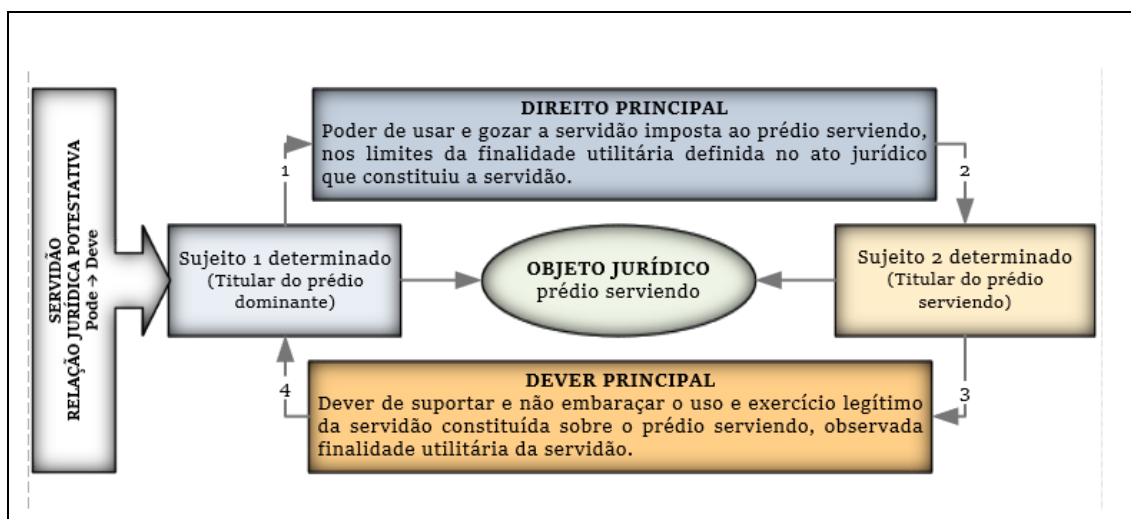 SERVIDÃO
RELAÇÃO JURÍDICA POTESTATIVA
Pode → Deve
DIREITO PRINCIPAL
Poder de usar e gozar a servidão imposta ao prédio serviendo,
nos limites da finalidade utilitária definida no ato jurídico
que constituiu a servidão.
1
2
Sujeito 1 determinado
(Titular do prédio
dominante)
OBJETO JURÍDICO
prédio serviendo
Sujeito 2 determinado
(Titular do prédio
serviendo)
4
3
DEVER PRINCIPAL
Dever de suportar e não embaraçar o uso e exercício legítimo
da servidão constituída sobre o prédio serviendo, observada
finalidade utilitária da servidão.